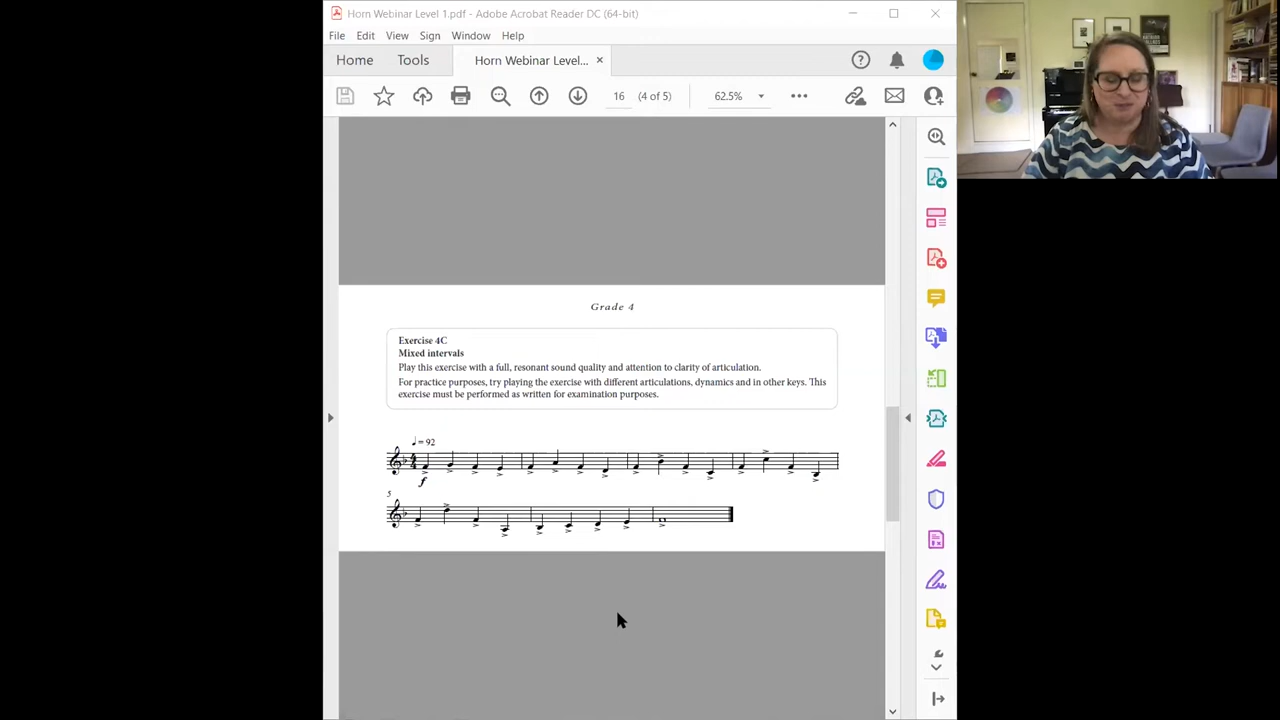 Horn Webinar Level 1.pdf - Adobe Acrobat Reader DC (64-bit)
File Edit View Sign Window Help
Home Tools Horn Webinar Level...
16 (4 of 5) 62.5%
Grade 4
Exercise 4C
Mixed intervals
Play this exercise with a full, resonant sound quality and attention to clarity of articulation.
For practice purposes, try playing the exercise with different articulations, dynamics and in other keys. This
exercise must be performed as written for examination purposes.
♩ = 92
4/4
f
5